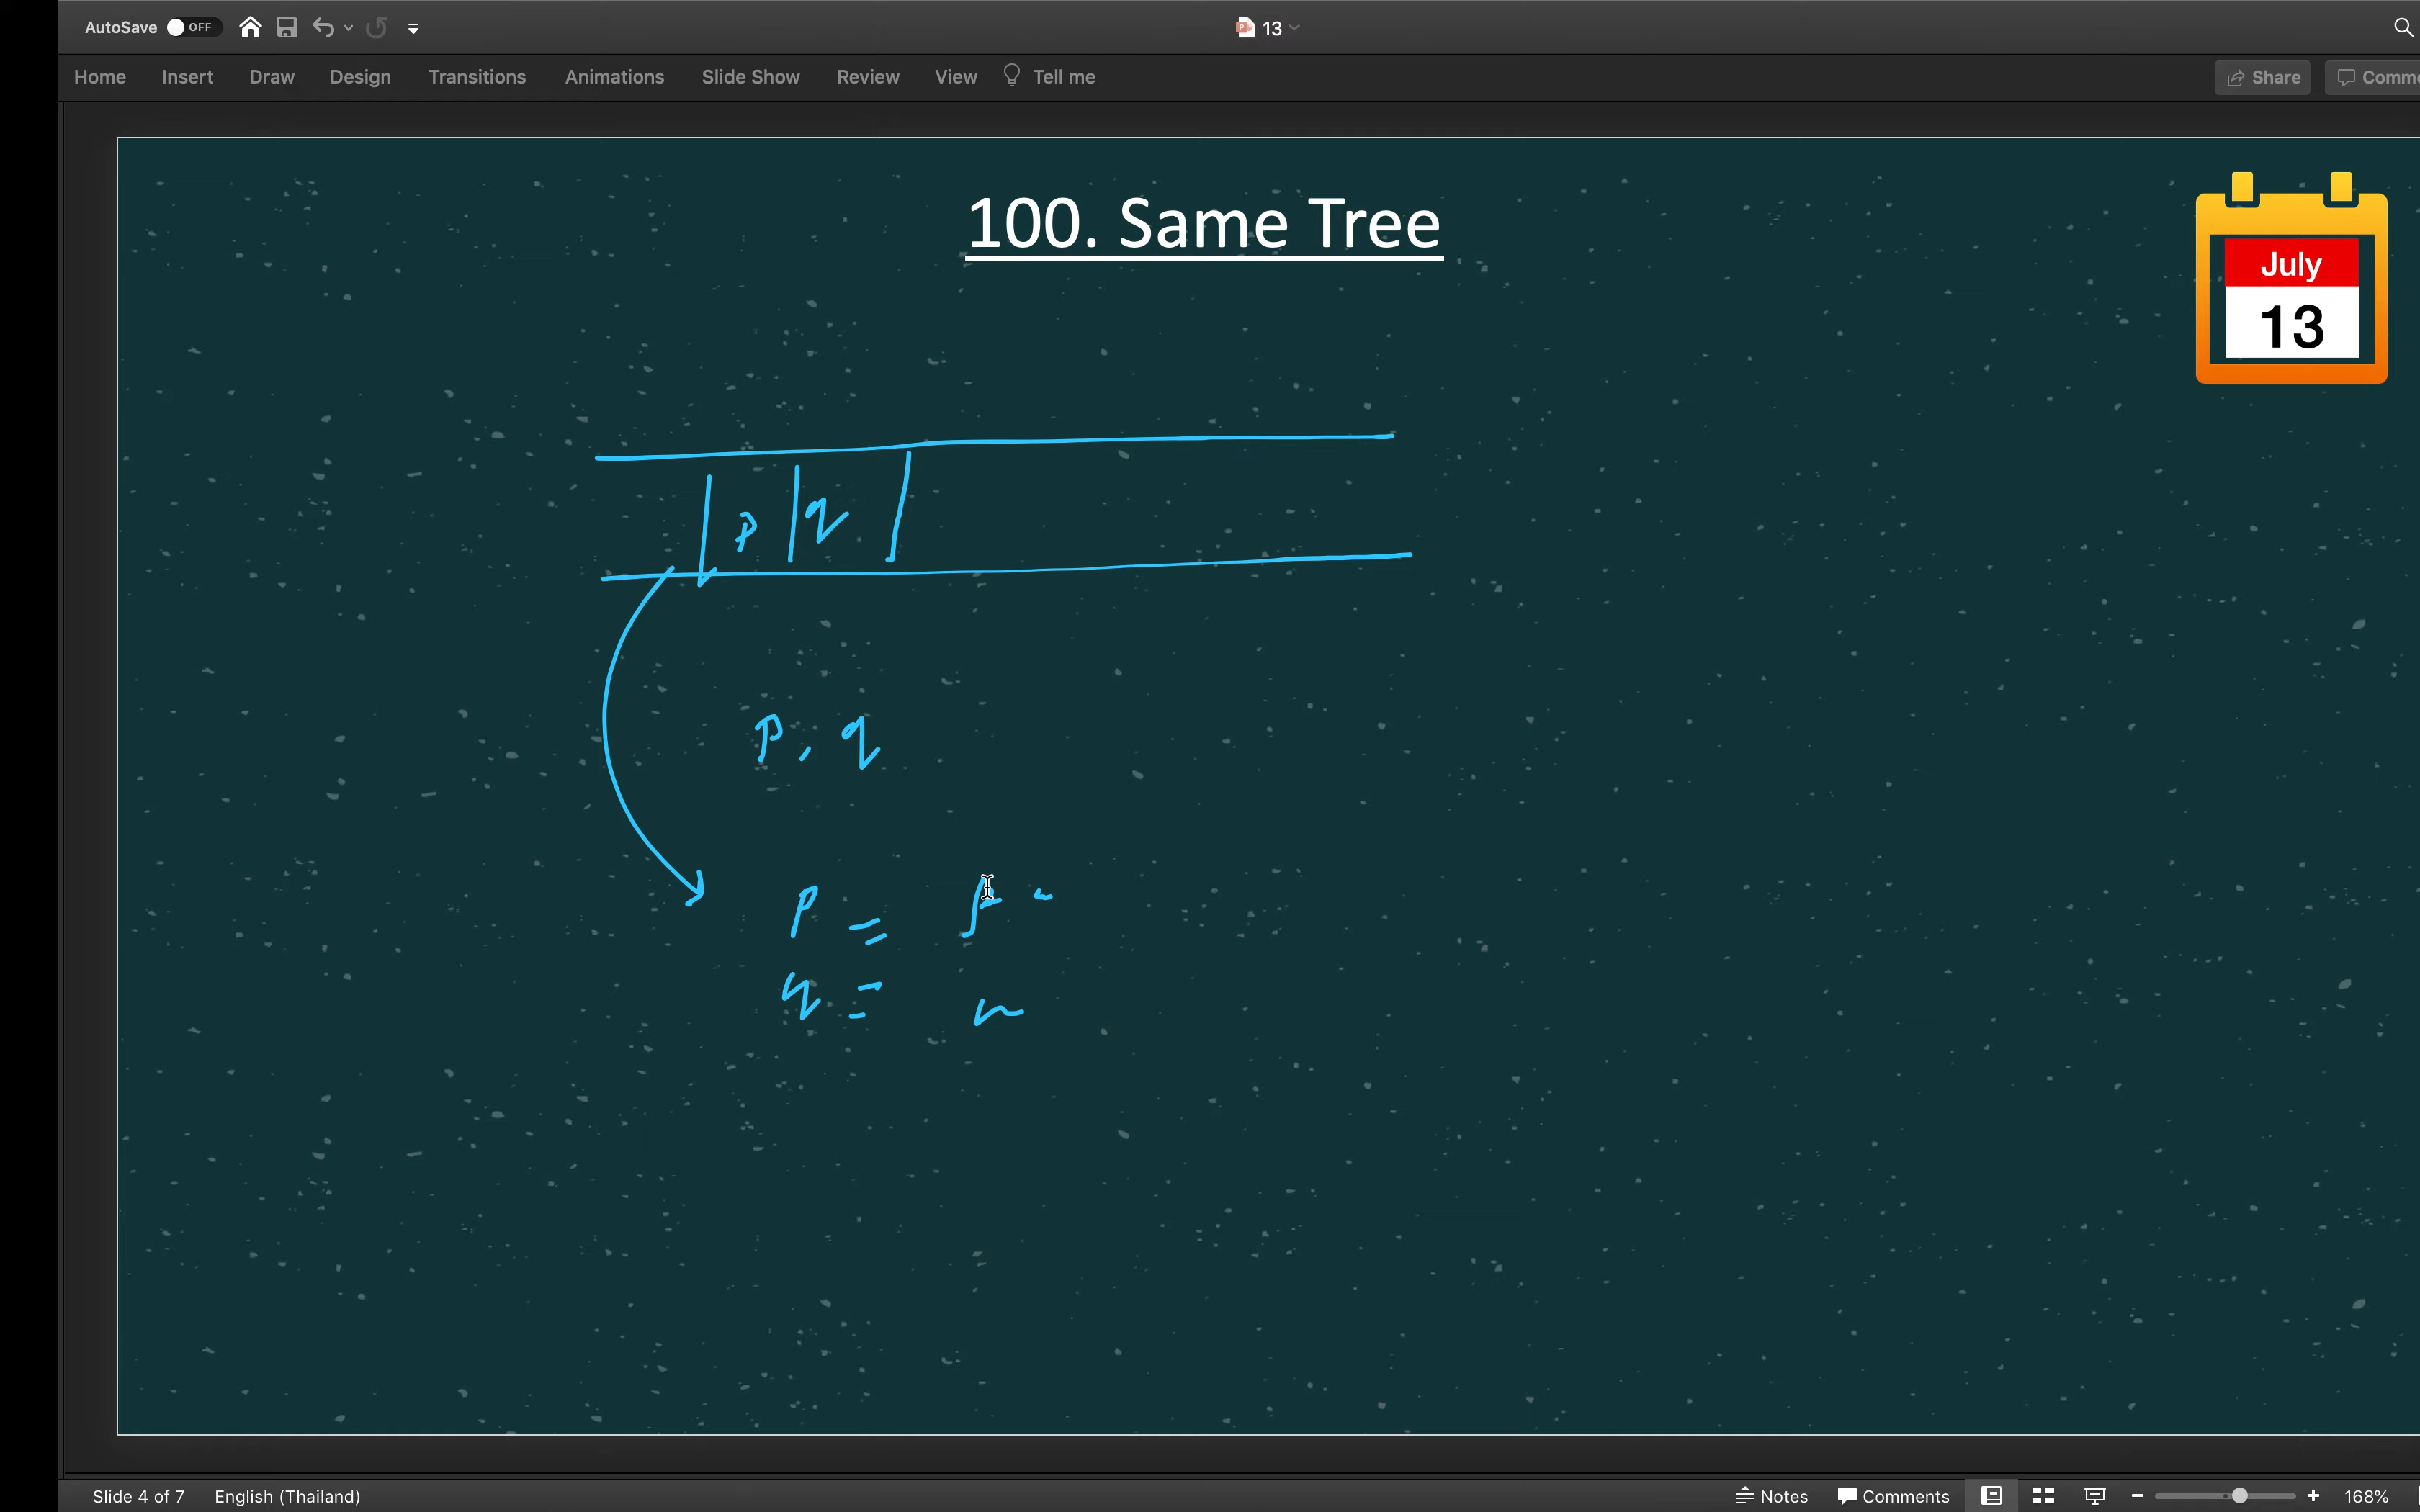 AutoSave OFF 13
Home Insert Draw Design Transitions Animations Slide Show Review View Tell me Share Comme
100. Same Tree
July
13
p q
p, q
p =
q =
Slide 4 of 7 English (Thailand) Notes Comments 168%